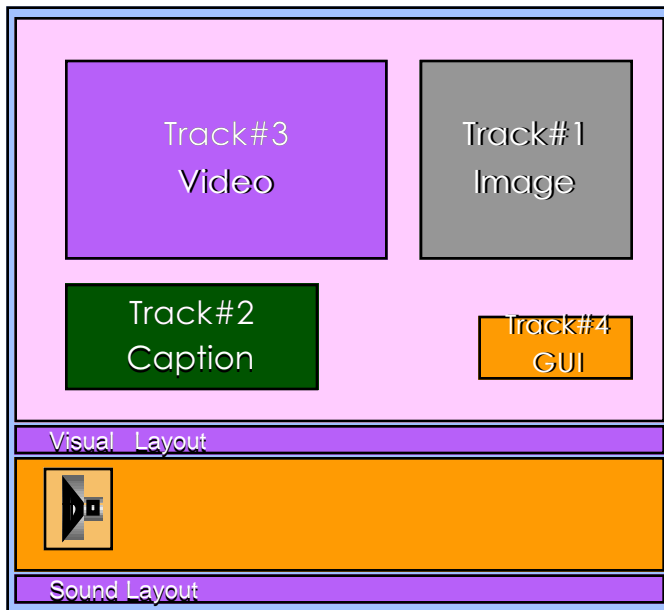 Track#3
Video
Track#1
Image
Track#2
Caption
Track#4
GUI
Visual Layout
Sound Layout